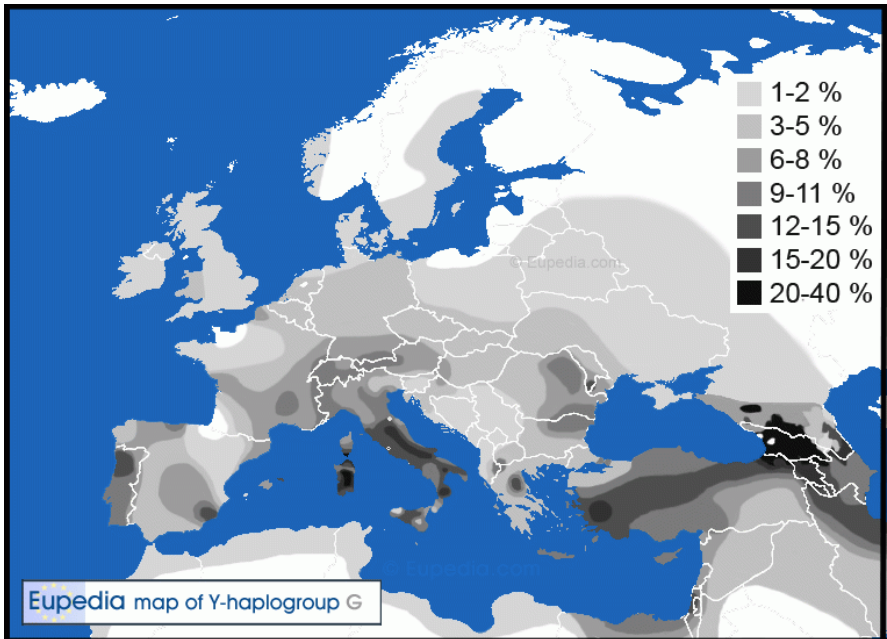 1-2 %
3-5 %
6-8 %
9-11 %
12-15 %
15-20 %
20-40 %
© Eupedia.com
© Eupedia.com
Eupedia map of Y-haplogroup G